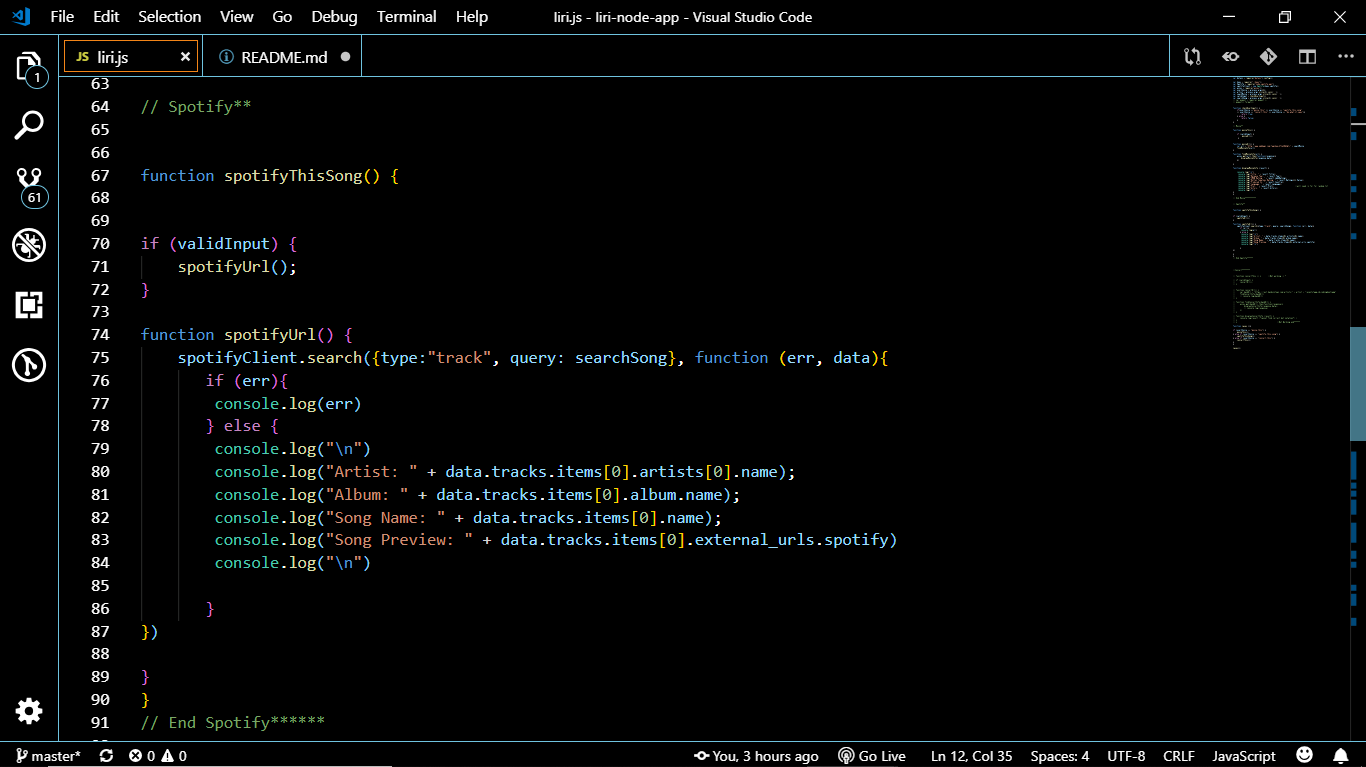 File Edit Selection View Go Debug Terminal Help liri.js - liri-node-app - Visual Studio Code
JS liri.js README.md
1
61
63
64 // Spotify**
65
66
67 function spotifyThisSong() {
68
69
70 if (validInput) {
71 spotifyUrl();
72 }
73
74 function spotifyUrl() {
75 spotifyClient.search({type:"track", query: searchSong}, function (err, data){
76 if (err){
77 console.log(err)
78 } else {
79 console.log("\n")
80 console.log("Artist: " + data.tracks.items[0].artists[0].name);
81 console.log("Album: " + data.tracks.items[0].album.name);
82 console.log("Song Name: " + data.tracks.items[0].name);
83 console.log("Song Preview: " + data.tracks.items[0].external_urls.spotify)
84 console.log("\n")
85
86 }
87 })
88
89 }
90 }
91 // End Spotify******
master* 0 0 You, 3 hours ago Go Live Ln 12, Col 35 Spaces: 4 UTF-8 CRLF JavaScript